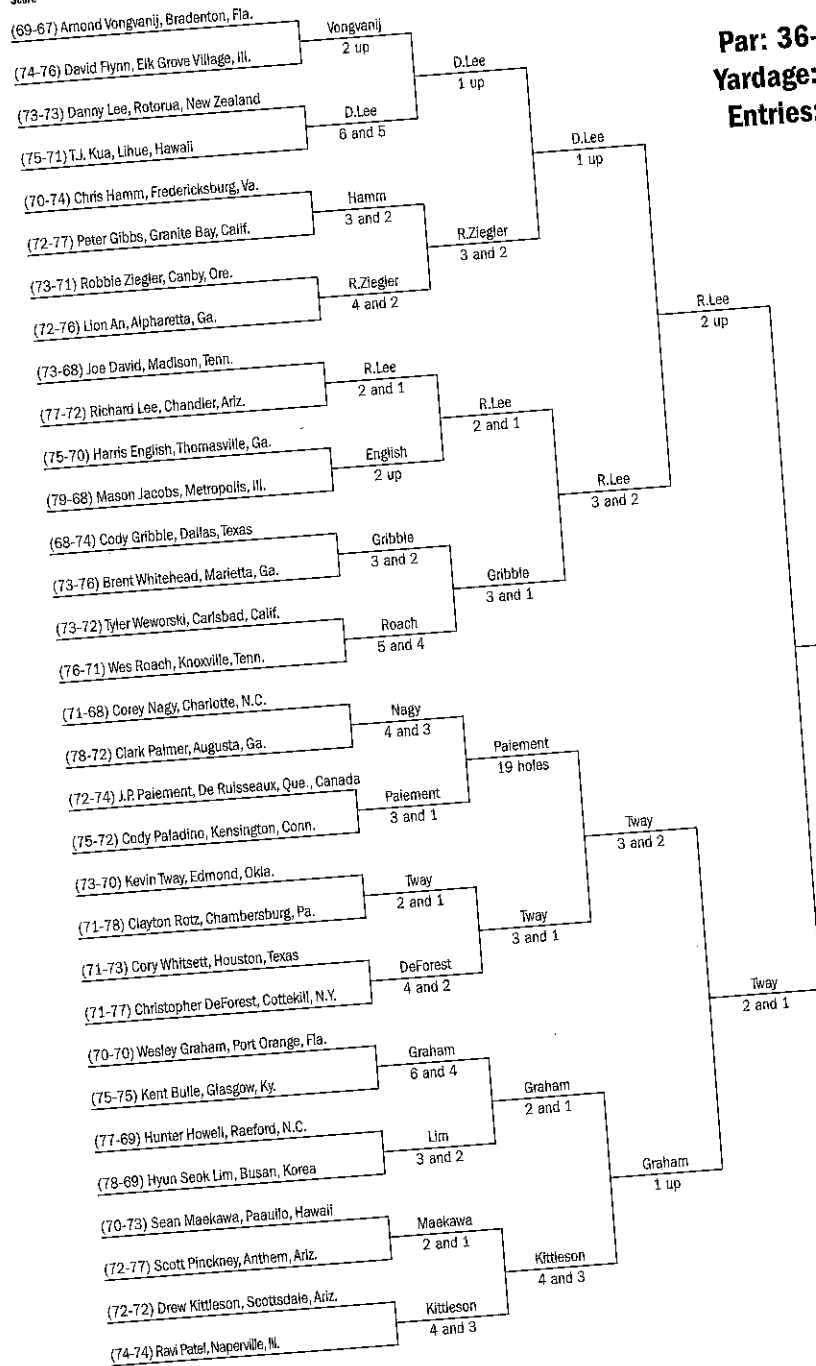 Score
Par: 36-
Yardage:
Entries:
(69-67) Arnond Vongvanij, Bradenton, Fla.
(74-76) David Flynn, Elk Grove Village, Ill.
(73-73) Danny Lee, Rotorua, New Zealand
(75-71) T.J. Kua, Lihue, Hawaii
(70-74) Chris Hamm, Fredericksburg, Va.
(72-77) Peter Gibbs, Granite Bay, Calif.
(73-71) Robbie Ziegler, Canby, Ore.
(72-76) Lion An, Alpharetta, Ga.
(73-68) Joe David, Madison, Tenn.
(77-72) Richard Lee, Chandler, Ariz.
(75-70) Harris English, Thomasville, Ga.
(79-68) Mason Jacobs, Metropolis, Ill.
(68-74) Cody Gribble, Dallas, Texas
(73-76) Brent Whitehead, Marietta, Ga.
(73-72) Tyler Weworski, Carlsbad, Calif.
(76-71) Wes Roach, Knoxville, Tenn.
(71-68) Corey Nagy, Charlotte, N.C.
(78-72) Clark Palmer, Augusta, Ga.
(72-74) J.P. Paiement, De Ruisseaux, Que., Canada
(75-72) Cody Paladino, Kensington, Conn.
(73-70) Kevin Tway, Edmond, Okla.
(71-78) Clayton Rotz, Chambersburg, Pa.
(71-73) Cory Whitsett, Houston, Texas
(71-77) Christopher DeForest, Cottekill, N.Y.
(70-70) Wesley Graham, Port Orange, Fla.
(75-75) Kent Bulle, Glasgow, Ky.
(77-69) Hunter Howell, Raeford, N.C.
(78-69) Hyun Seok Lim, Busan, Korea
(70-73) Sean Maekawa, Paauilo, Hawaii
(72-77) Scott Pinckney, Anthem, Ariz.
(72-72) Drew Kittleson, Scottsdale, Ariz.
(74-74) Ravi Patel, Naperville, Ill.
Vongvanij
2 up
D.Lee
6 and 5
Hamm
3 and 2
R.Ziegler
4 and 2
R.Lee
2 and 1
English
2 up
Gribble
3 and 2
Roach
5 and 4
Nagy
4 and 3
Paiement
3 and 1
Tway
2 and 1
DeForest
4 and 2
Graham
6 and 4
Lim
3 and 2
Maekawa
2 and 1
Kittleson
4 and 3
D.Lee
1 up
R.Ziegler
3 and 2
R.Lee
2 and 1
Gribble
3 and 1
Paiement
19 holes
Tway
3 and 1
Graham
2 and 1
Kittleson
4 and 3
D.Lee
1 up
R.Lee
3 and 2
Tway
3 and 2
Graham
1 up
R.Lee
2 up
Tway
2 and 1